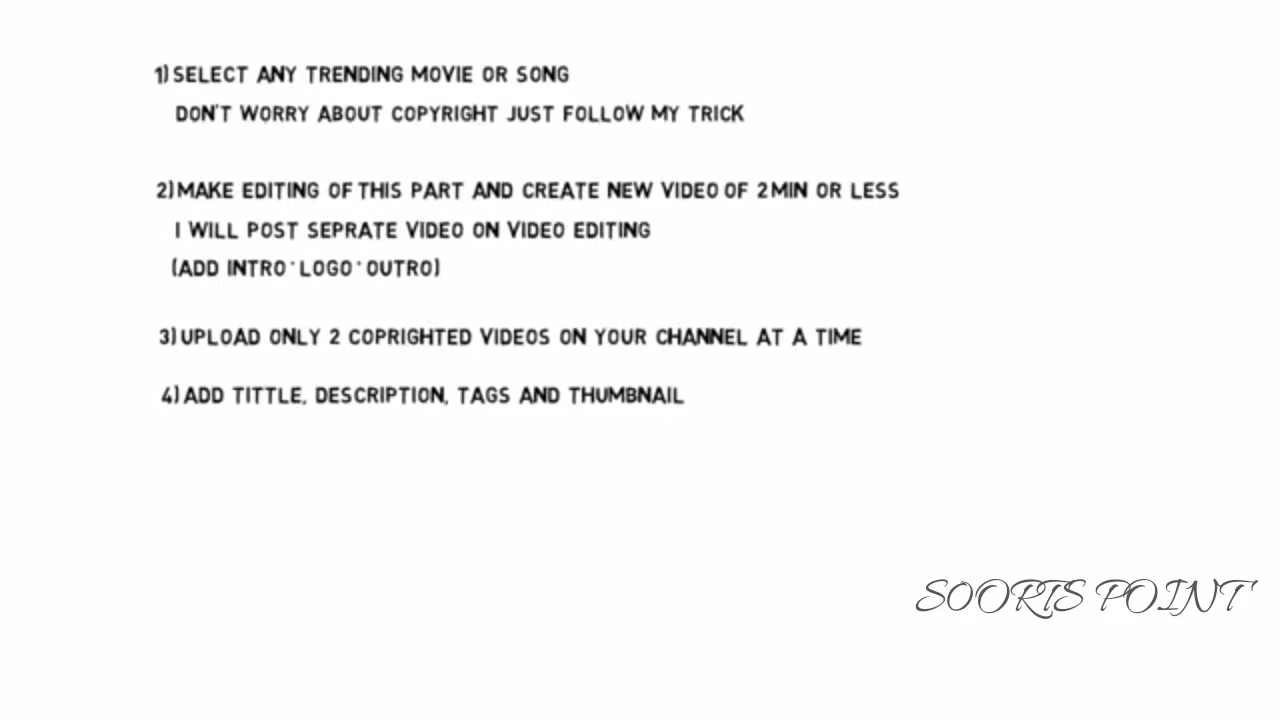 1) SELECT ANY TRENDING MOVIE OR SONG
DON'T WORRY ABOUT COPYRIGHT JUST FOLLOW MY TRICK
2) MAKE EDITING OF THIS PART AND CREATE NEW VIDEO OF 2MIN OR LESS
I WILL POST SEPRATE VIDEO ON VIDEO EDITING
(ADD INTRO * LOGO * OUTRO)
3) UPLOAD ONLY 2 COPRIGHTED VIDEOS ON YOUR CHANNEL AT A TIME
4) ADD TITTLE, DESCRIPTION, TAGS AND THUMBNAIL
SOORTS POINT